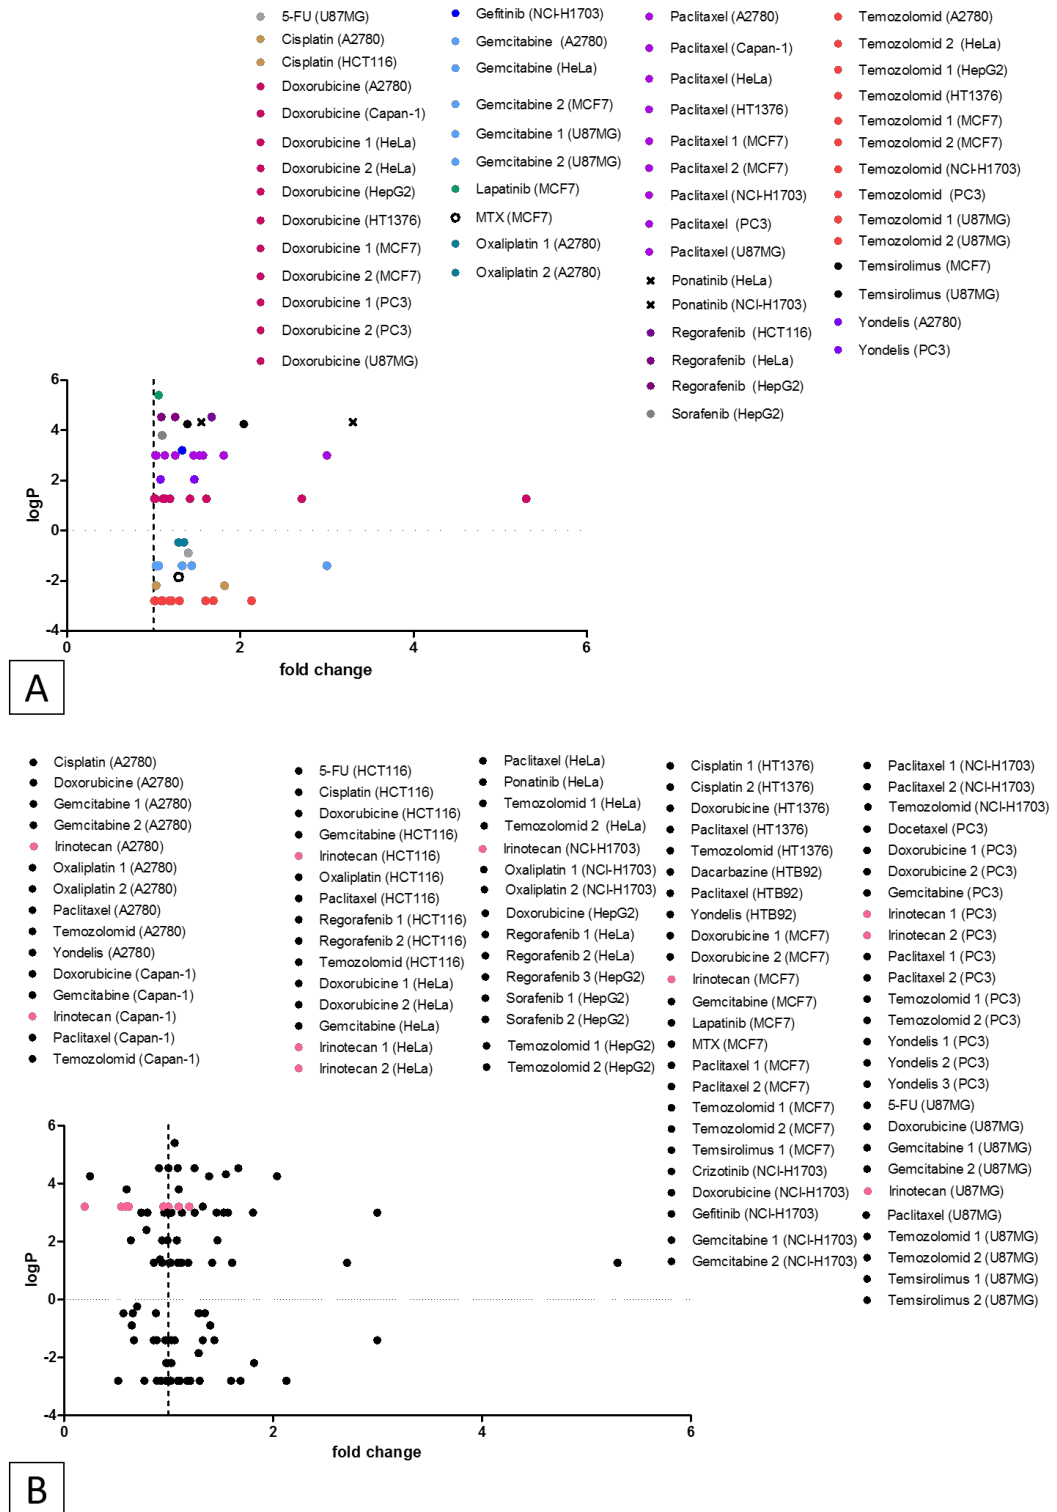 5-FU (U87MG)
Cisplatin (A2780)
Cisplatin (HCT116)
Doxorubicine (A2780)
Doxorubicine (Capan-1)
Doxorubicine 1 (HeLa)
Doxorubicine 2 (HeLa)
Doxorubicine (HepG2)
Doxorubicine (HT1376)
Doxorubicine 1 (MCF7)
Doxorubicine 2 (MCF7)
Doxorubicine 1 (PC3)
Doxorubicine 2 (PC3)
Doxorubicine (U87MG)
Gefitinib (NCI-H1703)
Gemcitabine (A2780)
Gemcitabine (HeLa)
Gemcitabine 2 (MCF7)
Gemcitabine 1 (U87MG)
Gemcitabine 2 (U87MG)
Lapatinib (MCF7)
MTX (MCF7)
Oxaliplatin 1 (A2780)
Oxaliplatin 2 (A2780)
Paclitaxel (A2780)
Paclitaxel (Capan-1)
Paclitaxel (HeLa)
Paclitaxel (HT1376)
Paclitaxel 1 (MCF7)
Paclitaxel 2 (MCF7)
Paclitaxel (NCI-H1703)
Paclitaxel (PC3)
Paclitaxel (U87MG)
Ponatinib (HeLa)
Ponatinib (NCI-H1703)
Regorafenib (HCT116)
Regorafenib (HeLa)
Regorafenib (HepG2)
Sorafenib (HepG2)
Temozolomid (A2780)
Temozolomid 2 (HeLa)
Temozolomid 1 (HepG2)
Temozolomid (HT1376)
Temozolomid 1 (MCF7)
Temozolomid 2 (MCF7)
Temozolomid (NCI-H1703)
Temozolomid (PC3)
Temozolomid 1 (U87MG)
Temozolomid 2 (U87MG)
Temsirolimus (MCF7)
Temsirolimus (U87MG)
Yondelis (A2780)
Yondelis (PC3)
6
4
2
0
-2
-4
logP
0
2
4
6
fold change
A
Cisplatin (A2780)
Doxorubicine (A2780)
Gemcitabine 1 (A2780)
Gemcitabine 2 (A2780)
Irinotecan (A2780)
Oxaliplatin 1 (A2780)
Oxaliplatin 2 (A2780)
Paclitaxel (A2780)
Temozolomid (A2780)
Yondelis (A2780)
Doxorubicine (Capan-1)
Gemcitabine (Capan-1)
Irinotecan (Capan-1)
Paclitaxel (Capan-1)
Temozolomid (Capan-1)
5-FU (HCT116)
Cisplatin (HCT116)
Doxorubicine (HCT116)
Gemcitabine (HCT116)
Irinotecan (HCT116)
Oxaliplatin (HCT116)
Paclitaxel (HCT116)
Regorafenib 1 (HCT116)
Regorafenib 2 (HCT116)
Temozolomid (HCT116)
Doxorubicine 1 (HeLa)
Doxorubicine 2 (HeLa)
Gemcitabine (HeLa)
Irinotecan 1 (HeLa)
Irinotecan 2 (HeLa)
Paclitaxel (HeLa)
Ponatinib (HeLa)
Temozolomid 1 (HeLa)
Temozolomid 2 (HeLa)
Irinotecan (NCI-H1703)
Oxaliplatin 1 (NCI-H1703)
Oxaliplatin 2 (NCI-H1703)
Doxorubicine (HepG2)
Regorafenib 1 (HeLa)
Regorafenib 2 (HeLa)
Regorafenib 3 (HepG2)
Sorafenib 1 (HepG2)
Sorafenib 2 (HepG2)
Temozolomid 1 (HepG2)
Temozolomid 2 (HepG2)
Cisplatin 1 (HT1376)
Cisplatin 2 (HT1376)
Doxorubicine (HT1376)
Paclitaxel (HT1376)
Temozolomid (HT1376)
Dacarbazine (HTB92)
Paclitaxel (HTB92)
Yondelis (HTB92)
Doxorubicine 1 (MCF7)
Doxorubicine 2 (MCF7)
Irinotecan (MCF7)
Gemcitabine (MCF7)
Lapatinib (MCF7)
MTX (MCF7)
Paclitaxel 1 (MCF7)
Paclitaxel 2 (MCF7)
Temozolomid 1 (MCF7)
Temozolomid 2 (MCF7)
Temsirolimus 1 (MCF7)
Crizotinib (NCI-H1703)
Doxorubicine (NCI-H1703)
Gefitinib (NCI-H1703)
Gemcitabine 1 (NCI-H1703)
Gemcitabine 2 (NCI-H1703)
Paclitaxel 1 (NCI-H1703)
Paclitaxel 2 (NCI-H1703)
Temozolomid (NCI-H1703)
Docetaxel (PC3)
Doxorubicine 1 (PC3)
Doxorubicine 2 (PC3)
Gemcitabine (PC3)
Irinotecan 1 (PC3)
Irinotecan 2 (PC3)
Paclitaxel 1 (PC3)
Paclitaxel 2 (PC3)
Temozolomid 1 (PC3)
Temozolomid 2 (PC3)
Yondelis 1 (PC3)
Yondelis 2 (PC3)
Yondelis 3 (PC3)
5-FU (U87MG)
Doxorubicine (U87MG)
Gemcitabine 1 (U87MG)
Gemcitabine 2 (U87MG)
Irinotecan (U87MG)
Paclitaxel (U87MG)
Temozolomid 1 (U87MG)
Temozolomid 2 (U87MG)
Temsirolimus 1 (U87MG)
Temsirolimus 2 (U87MG)
6
4
2
0
-2
-4
logP
0
2
4
6
fold change
B